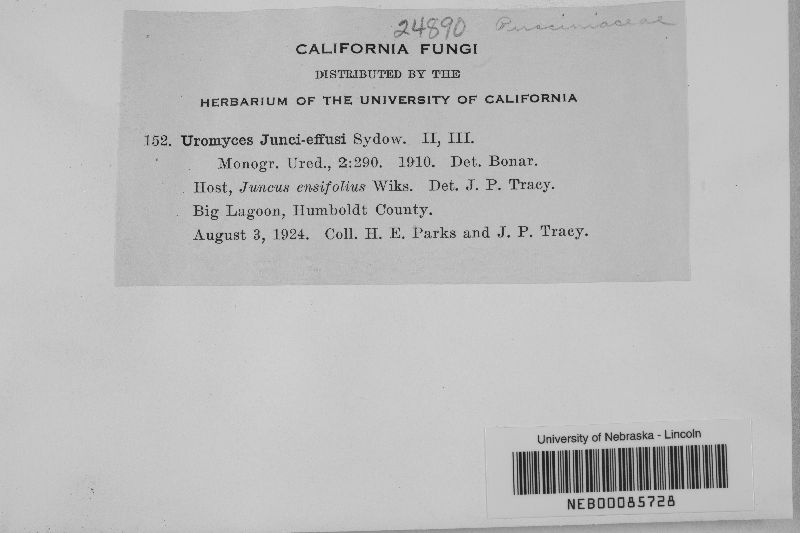 24890 Pucciniaceae
CALIFORNIA FUNGI
DISTRIBUTED BY THE
HERBARIUM OF THE UNIVERSITY OF CALIFORNIA
152. Uromyces Junci-effusi Sydow. II, III.
Monogr. Ured., 2:290. 1910. Det. Bonar.
Host, Juncus ensifolius Wiks. Det. J. P. Tracy.
Big Lagoon, Humboldt County.
August 3, 1924. Coll. H. E. Parks and J. P. Tracy.
University of Nebraska - Lincoln
NEB00085728